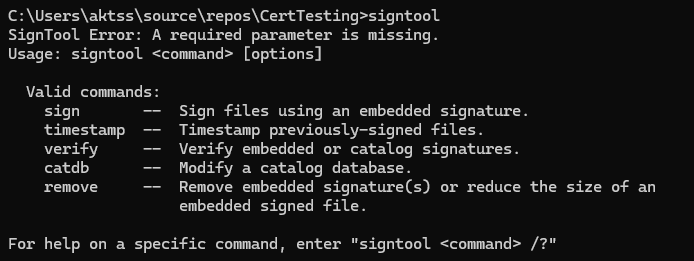 C:\Users\aktss\source\repos\CertTesting>signtool
SignTool Error: A required parameter is missing.
Usage: signtool <command> [options]
Valid commands:
sign -- Sign files using an embedded signature.
timestamp -- Timestamp previously-signed files.
verify -- Verify embedded or catalog signatures.
catdb -- Modify a catalog database.
remove -- Remove embedded signature(s) or reduce the size of an
embedded signed file.
For help on a specific command, enter "signtool <command> /?"